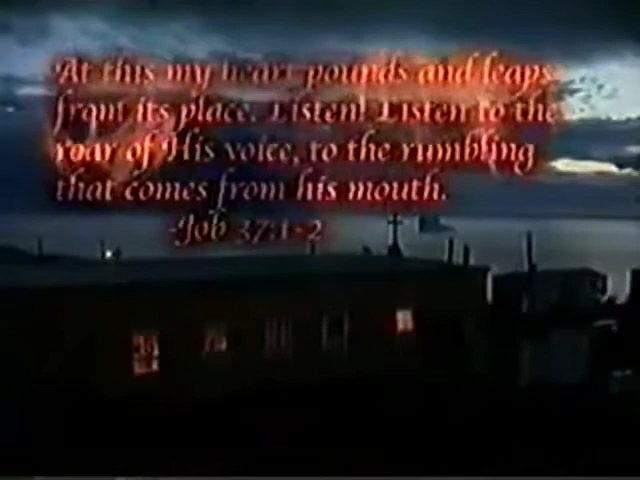 At this my heart pounds and leaps
from its place. Listen! Listen to the
roar of His voice, to the rumbling
that comes from his mouth.
-Job 37:1-2